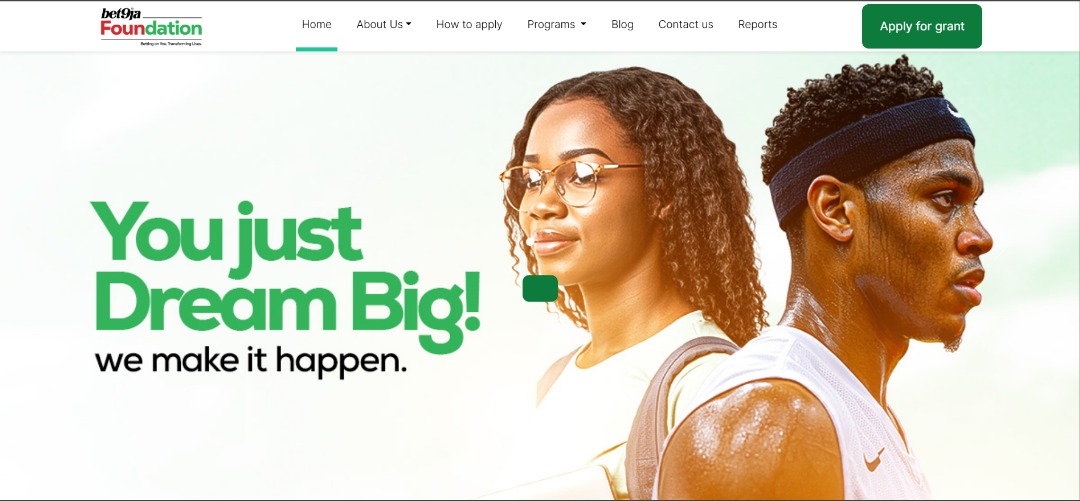 bet9ja
Foundation
Betting on You. Transforming Lives.
Home About Us How to apply Programs Blog Contact us Reports
Apply for grant
You just
Dream Big!
we make it happen.